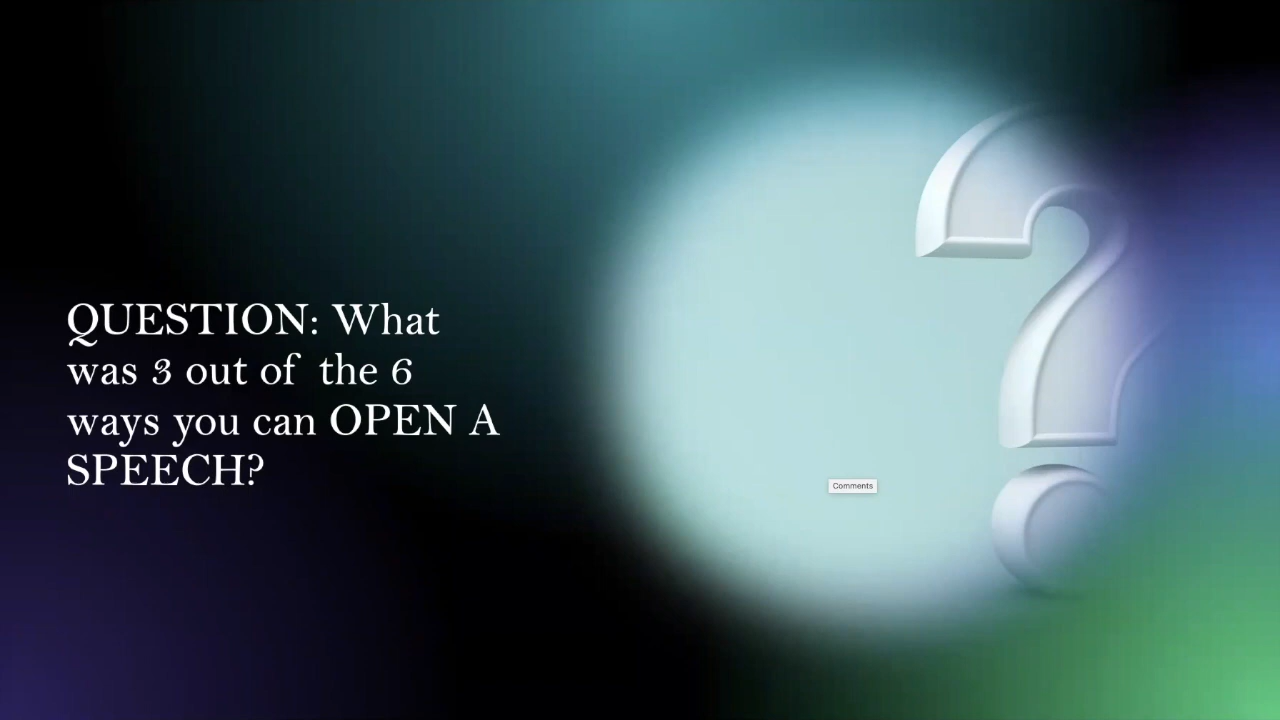 QUESTION: What
was 3 out of the 6
ways you can OPEN A
SPEECH?
Comments